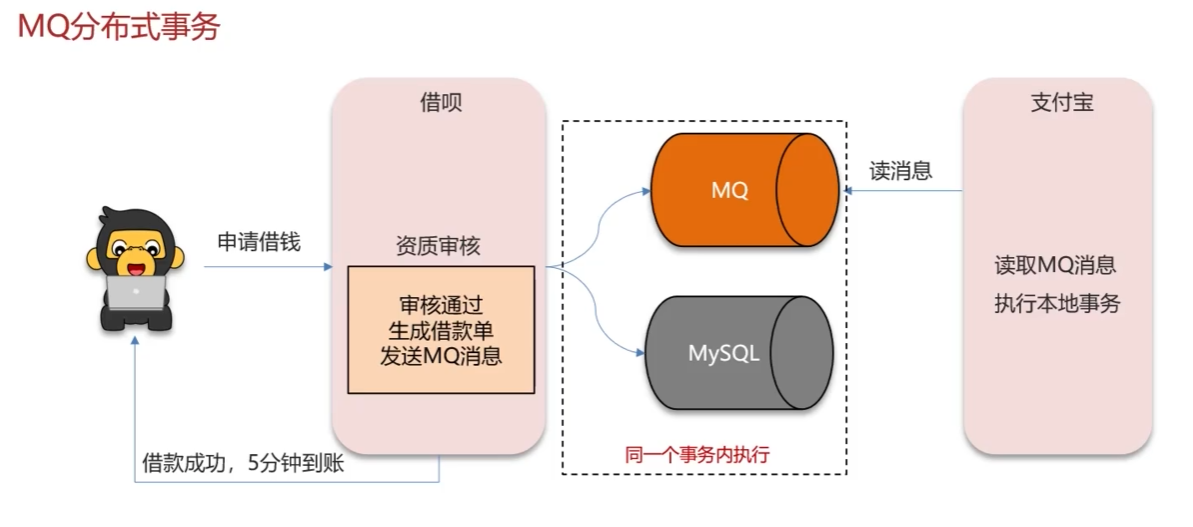 MQ分布式事务
借呗
支付宝
MQ
读消息
申请借钱
资质审核
审核通过
生成借款单
发送MQ消息
读取MQ消息
执行本地事务
MySQL
同一个事务内执行
借款成功，5分钟到账